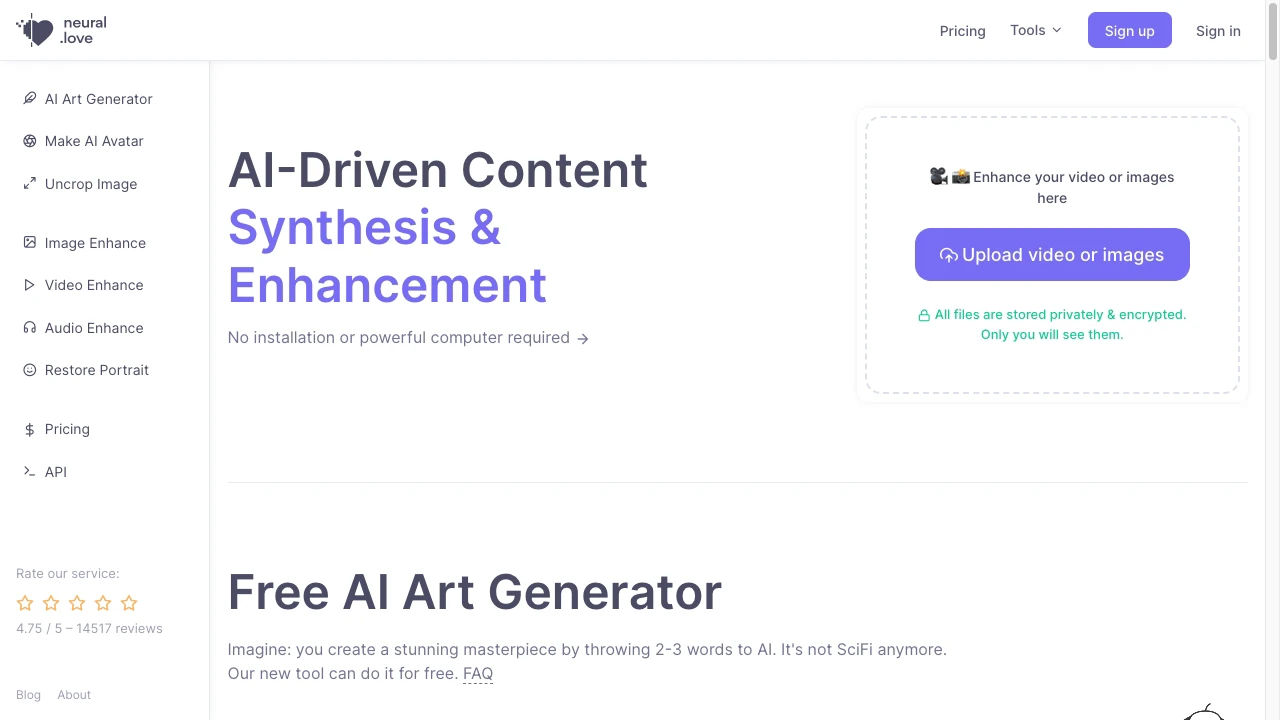 neural
.love
Pricing
Tools
Sign up
Sign in
AI Art Generator
Make AI Avatar
Uncrop Image
Image Enhance
Video Enhance
Audio Enhance
Restore Portrait
Pricing
API
Rate our service:
4.75 / 5 – 14517 reviews
Blog
About
AI-Driven Content
Synthesis &
Enhancement
No installation or powerful computer required →
🎥 📸 Enhance your video or images
here
Upload video or images
All files are stored privately & encrypted.
Only you will see them.
Free AI Art Generator
Imagine: you create a stunning masterpiece by throwing 2-3 words to AI. It's not SciFi anymore.
Our new tool can do it for free. FAQ